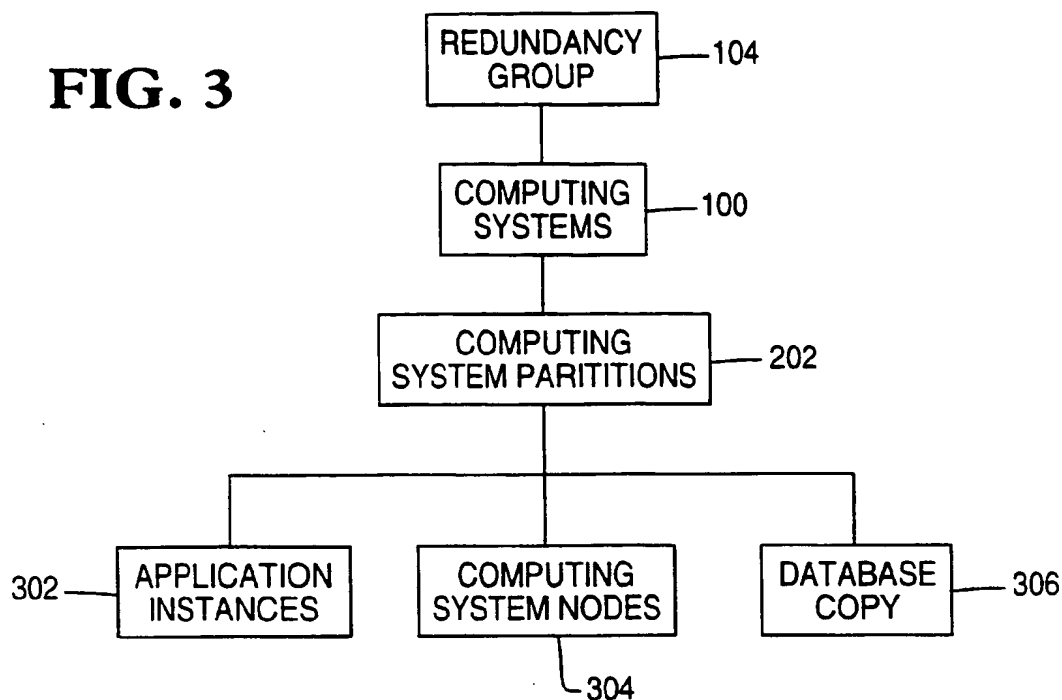 FIG. 3
REDUNDANCY
GROUP
104
COMPUTING
SYSTEMS
100
COMPUTING
SYSTEM PARITITIONS
202
302
APPLICATION
INSTANCES
COMPUTING
SYSTEM NODES
304
DATABASE
COPY
306